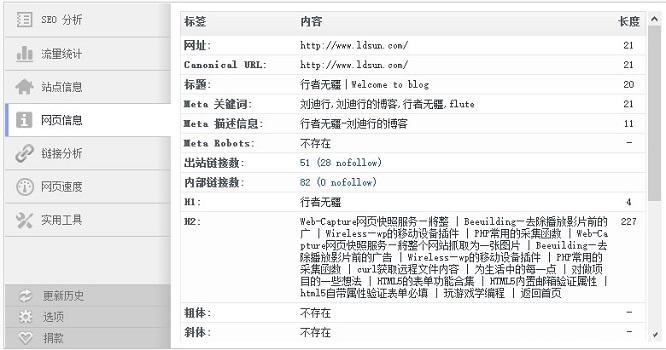 SEO 分析
流量统计
站点信息
网页信息
链接分析
网页速度
实用工具
更新历史
选项
捐款
标签 内容 长度
网址: http://www.ldsun.com/ 21
Canonical URL: http://www.ldsun.com/ 21
标题: 行者无疆|Welcome to blog 20
Meta 关键词: 刘迪行,刘迪行的博客,行者无疆,flute 21
Meta 描述信息: 行者无疆-刘迪行的博客 11
Meta Robots: 不存在 -
出站链接数: 51 (28 nofollow)
内部链接数: 82 (0 nofollow)
H1: 行者无疆 4
H2: Web-Capture网页快照服务—将整 | Beeuilding—去除播放影片前的 227
广 | Wireless—wp的移动设备插件 | PHP常用的采集函数 | Web-Ca
pture网页快照服务—将整个网站抓取为一张图片 | Beeuilding—去
除播放影片前的广告 | Wireless—wp的移动设备插件 | PHP常用的
采集函数 | curl获取远程文件内容 | 为生活中的每一点 | 对做项
目的一些想法 | HTML5的表单功能合集 | HTML5内置邮箱验证属性 |
html5自带属性验证表单必填 | 玩游戏学编程 | 返回首页
粗体: 不存在 -
斜体: 不存在 -